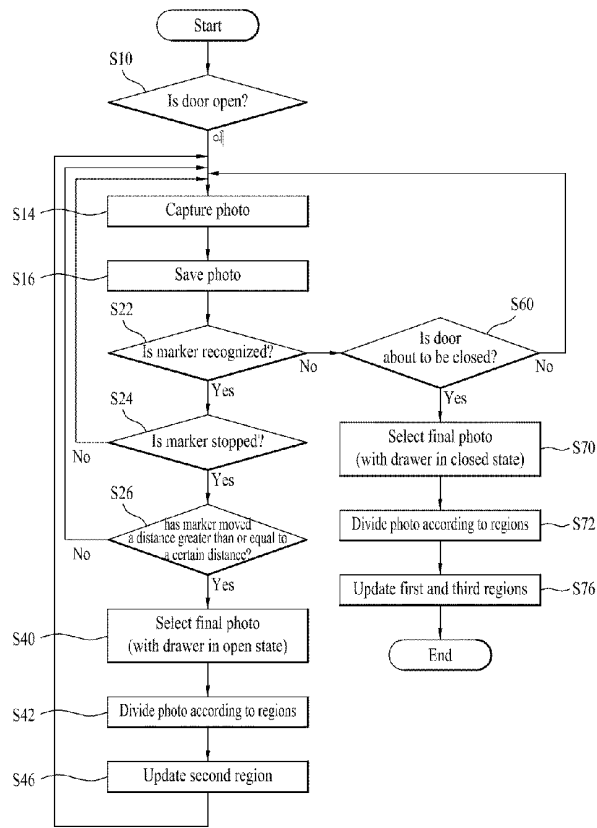 Start
S10
Is door open?
S14
Capture photo
S16
Save photo
S22
Is marker recognized?
No
Yes
S60
Is door
about to be closed?
No
Yes
S24
Is marker stopped?
No
Yes
S26
has marker moved
a distance greater than or equal to
a certain distance?
No
Yes
S40
Select final photo
(with drawer in open state)
S42
Divide photo according to regions
S46
Update second region
Select final photo
(with drawer in closed state)
S70
Divide photo according to regions
S72
Update first and third regions
S76
End